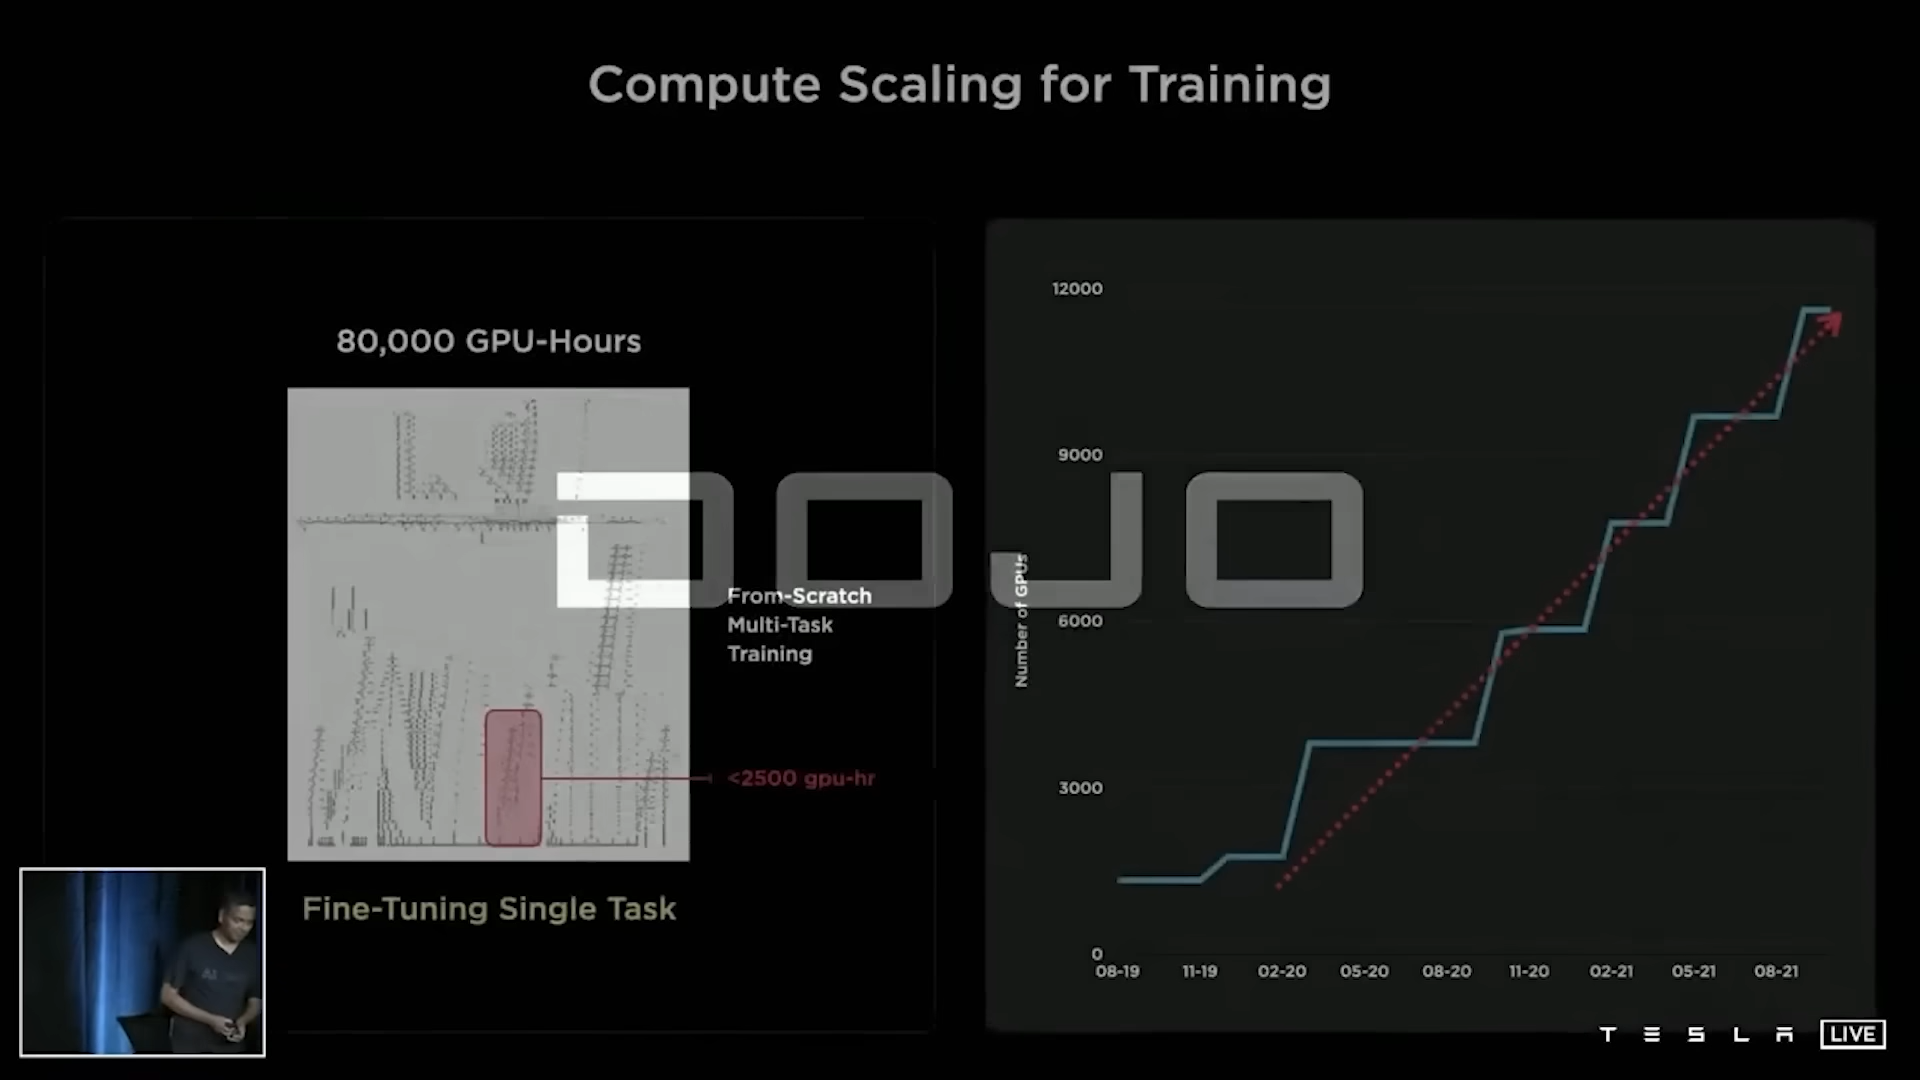 Compute Scaling for Training
80,000 GPU-Hours
DOJO
From-Scratch
Multi-Task
Training
<2500 gpu-hr
Fine-Tuning Single Task
Number of GPUs
12000
9000
6000
3000
0
08-19 11-19 02-20 05-20 08-20 11-20 02-21 05-21 08-21
AI
TESLA LIVE